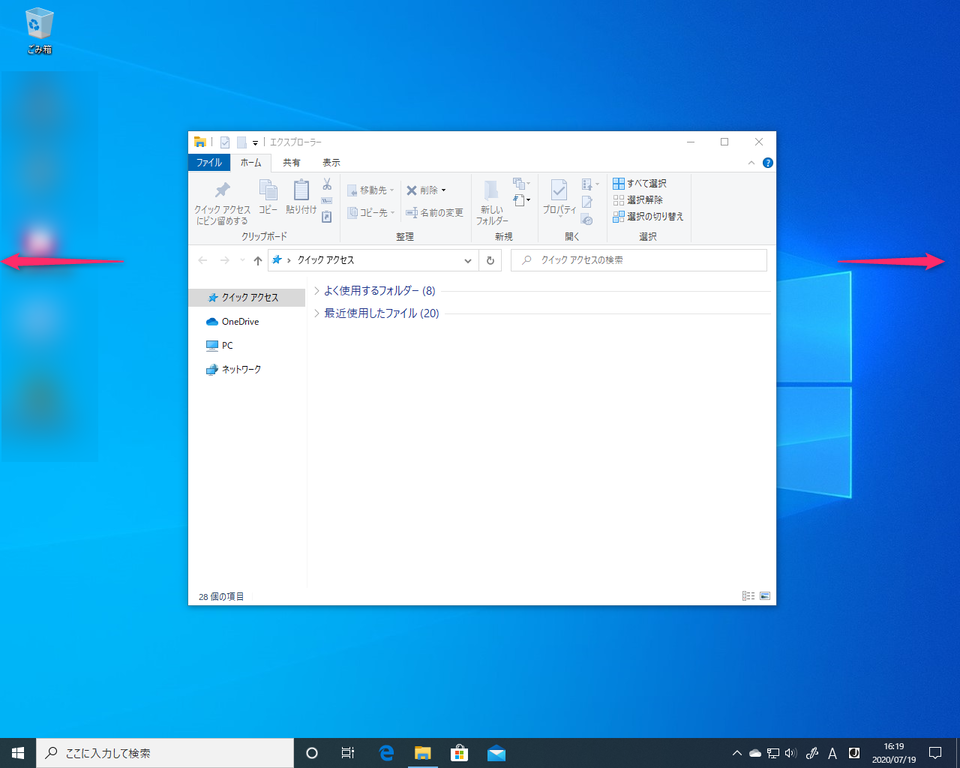 ごみ箱
エクスプローラー
ファイル ホーム 共有 表示
クイック アクセス
にピン留めする
コピー
貼り付け
移動先
コピー先
削除
名前の変更
新しい
フォルダー
プロパティ
すべて選択
選択解除
選択の切り替え
クリップボード 整理 新規 開く 選択
クイック アクセス
クイック アクセスの検索
クイック アクセス
OneDrive
PC
ネットワーク
よく使用するフォルダー (8)
最近使用したファイル (20)
28 個の項目
ここに入力して検索
A
16:19
2020/07/19